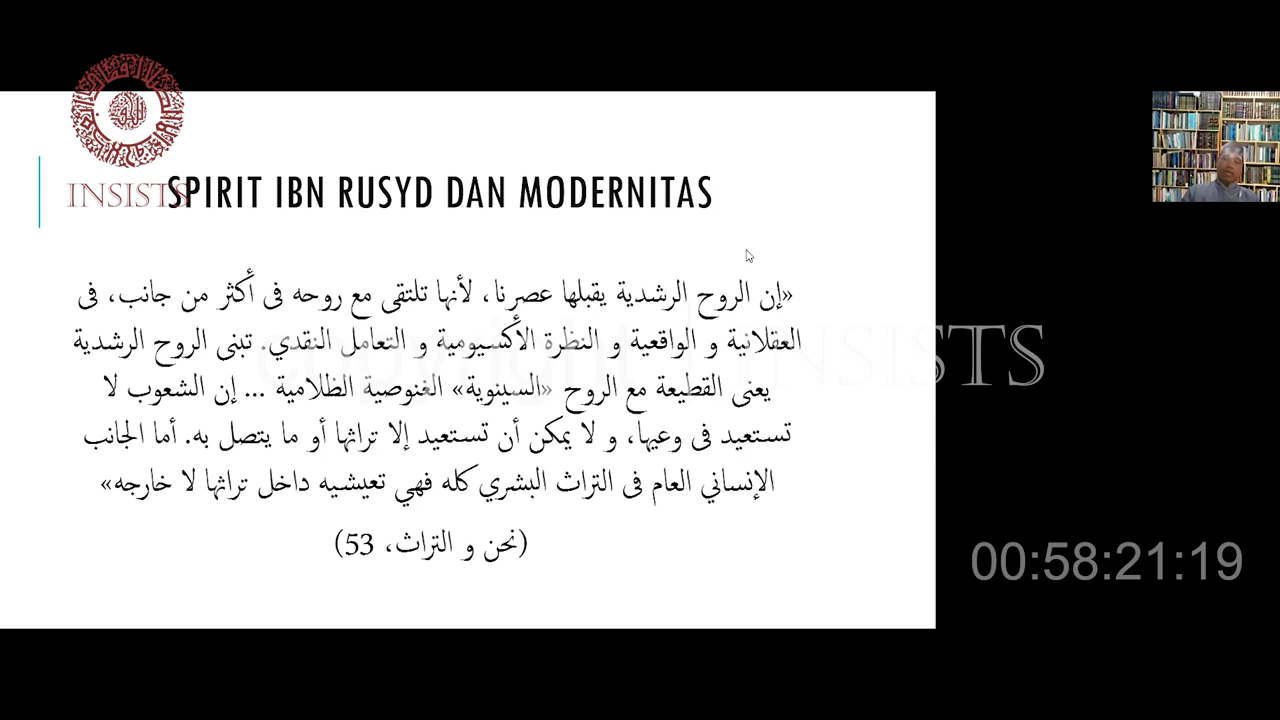 INSISTS
SPIRIT IBN RUSYD DAN MODERNITAS
«إن الروح الرشدية يقبلها عصرنا، لأنها تلتقى مع روحه فى أكثر من جانب، فى
العقلانية و الواقعية و النظرة الأكسيومية و التعامل النقدي. تبنى الروح الرشدية
يعنى القطيعة مع الروح «السينوية» الغنوصية الظلامية ... إن الشعوب لا
تستعيد فى وعيها، و لا يمكن أن تستعيد إلا تراثها أو ما يتصل به. أما الجانب
الإنساني العام فى التراث البشري كله فهي تعيشيه داخل تراثها لا خارجه»
(نحن و التراث، 53)
copyright INSISTS
00:58:21:19